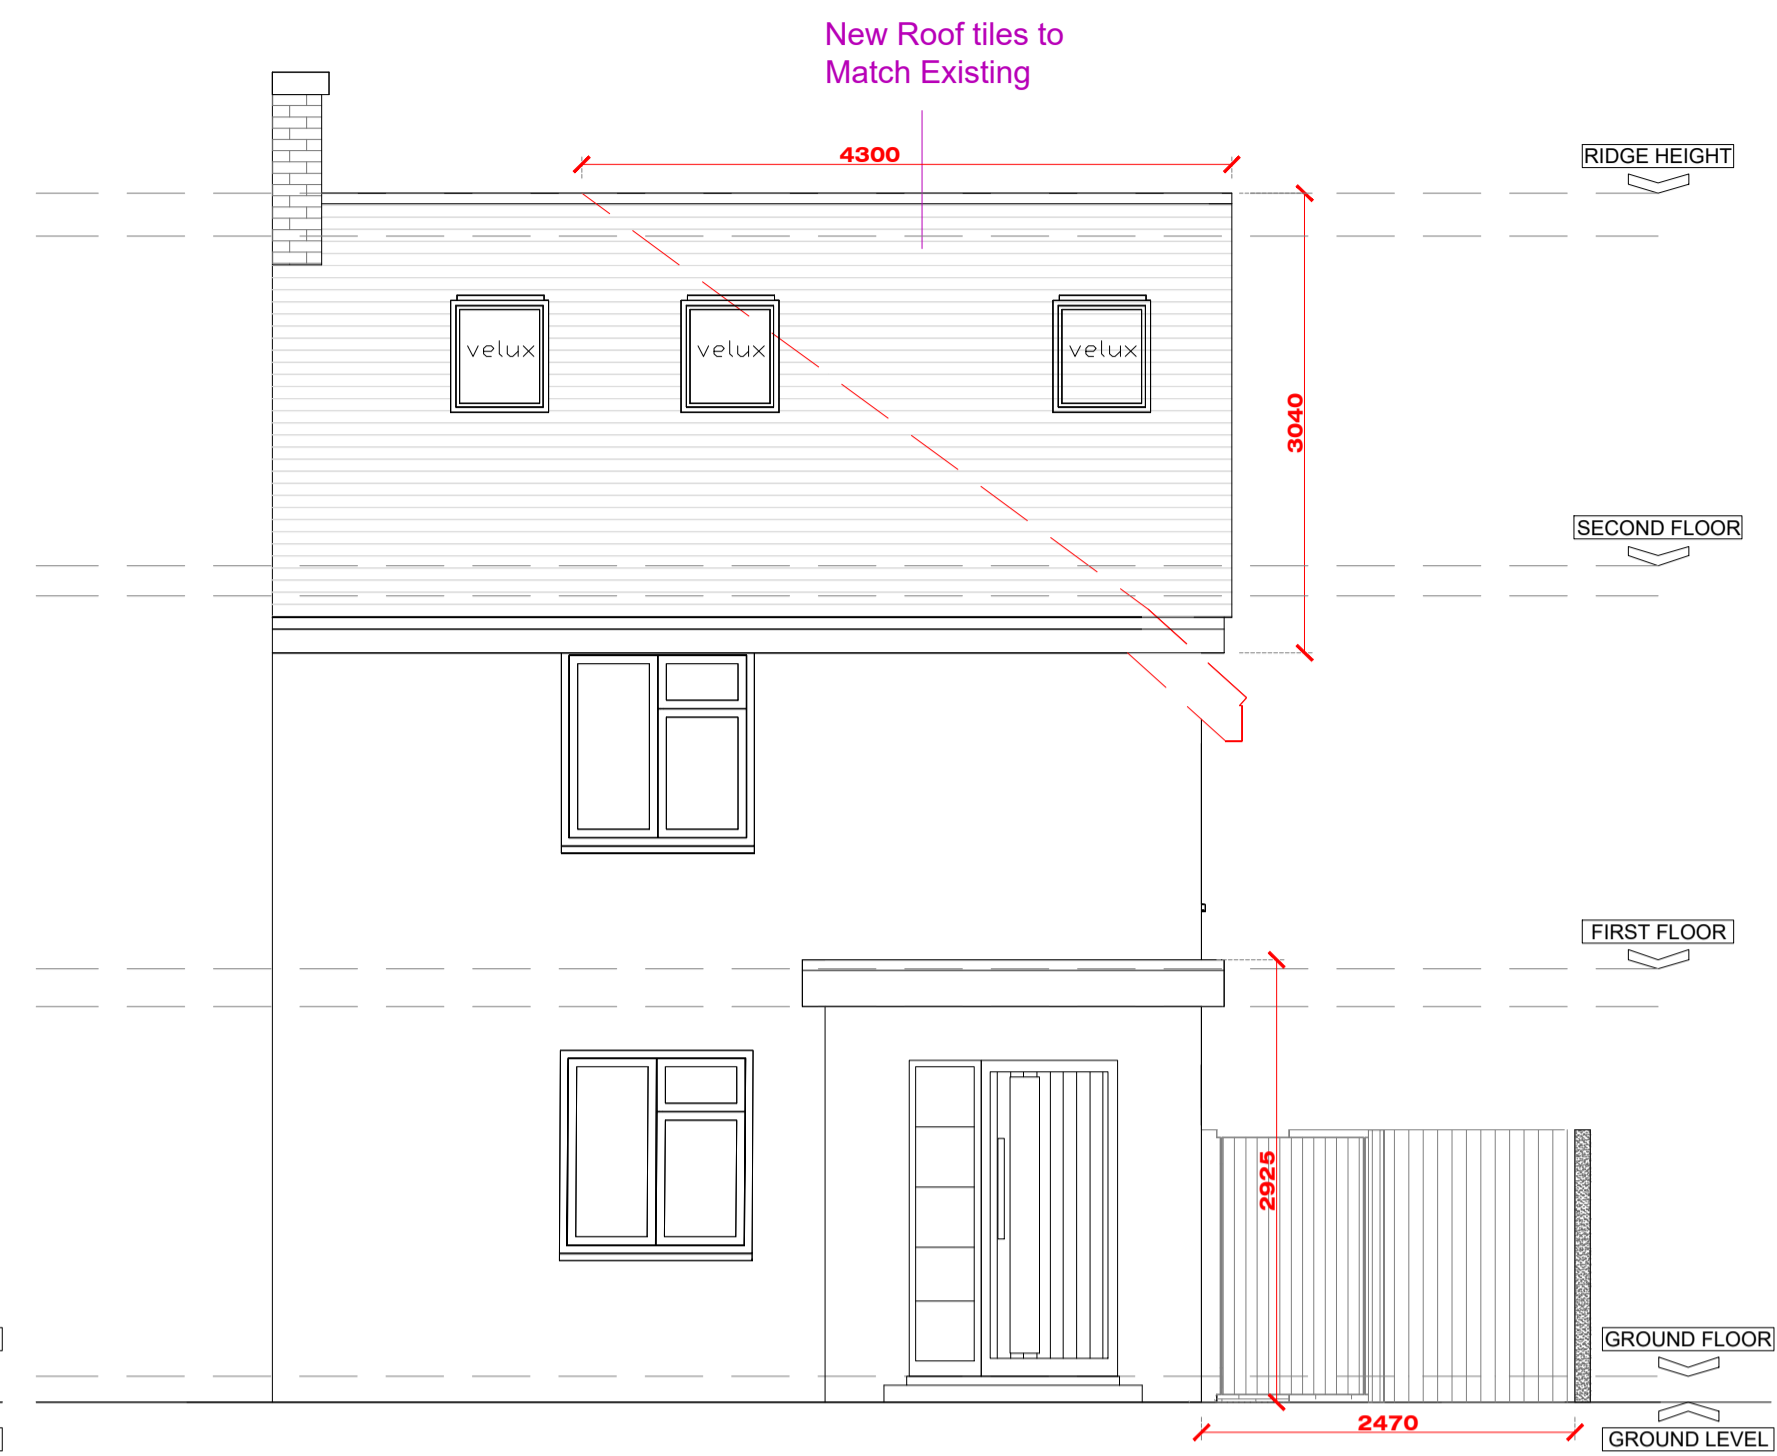 New Roof tiles to
Match Existing
4300
RIDGE HEIGHT
velux
velux
velux
3040
SECOND FLOOR
FIRST FLOOR
2925
GROUND FLOOR
2470
GROUND LEVEL